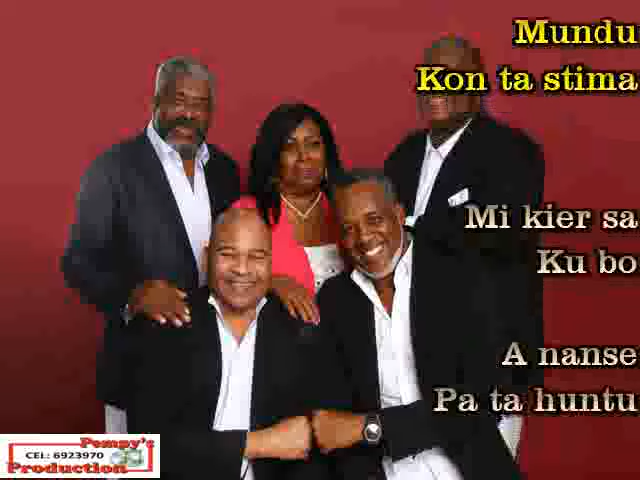 Mundu
Kon ta stima
Mi kier sa
Ku bo
A nanse
Pa ta huntu
Pempy's
CEL: 6923970
Production